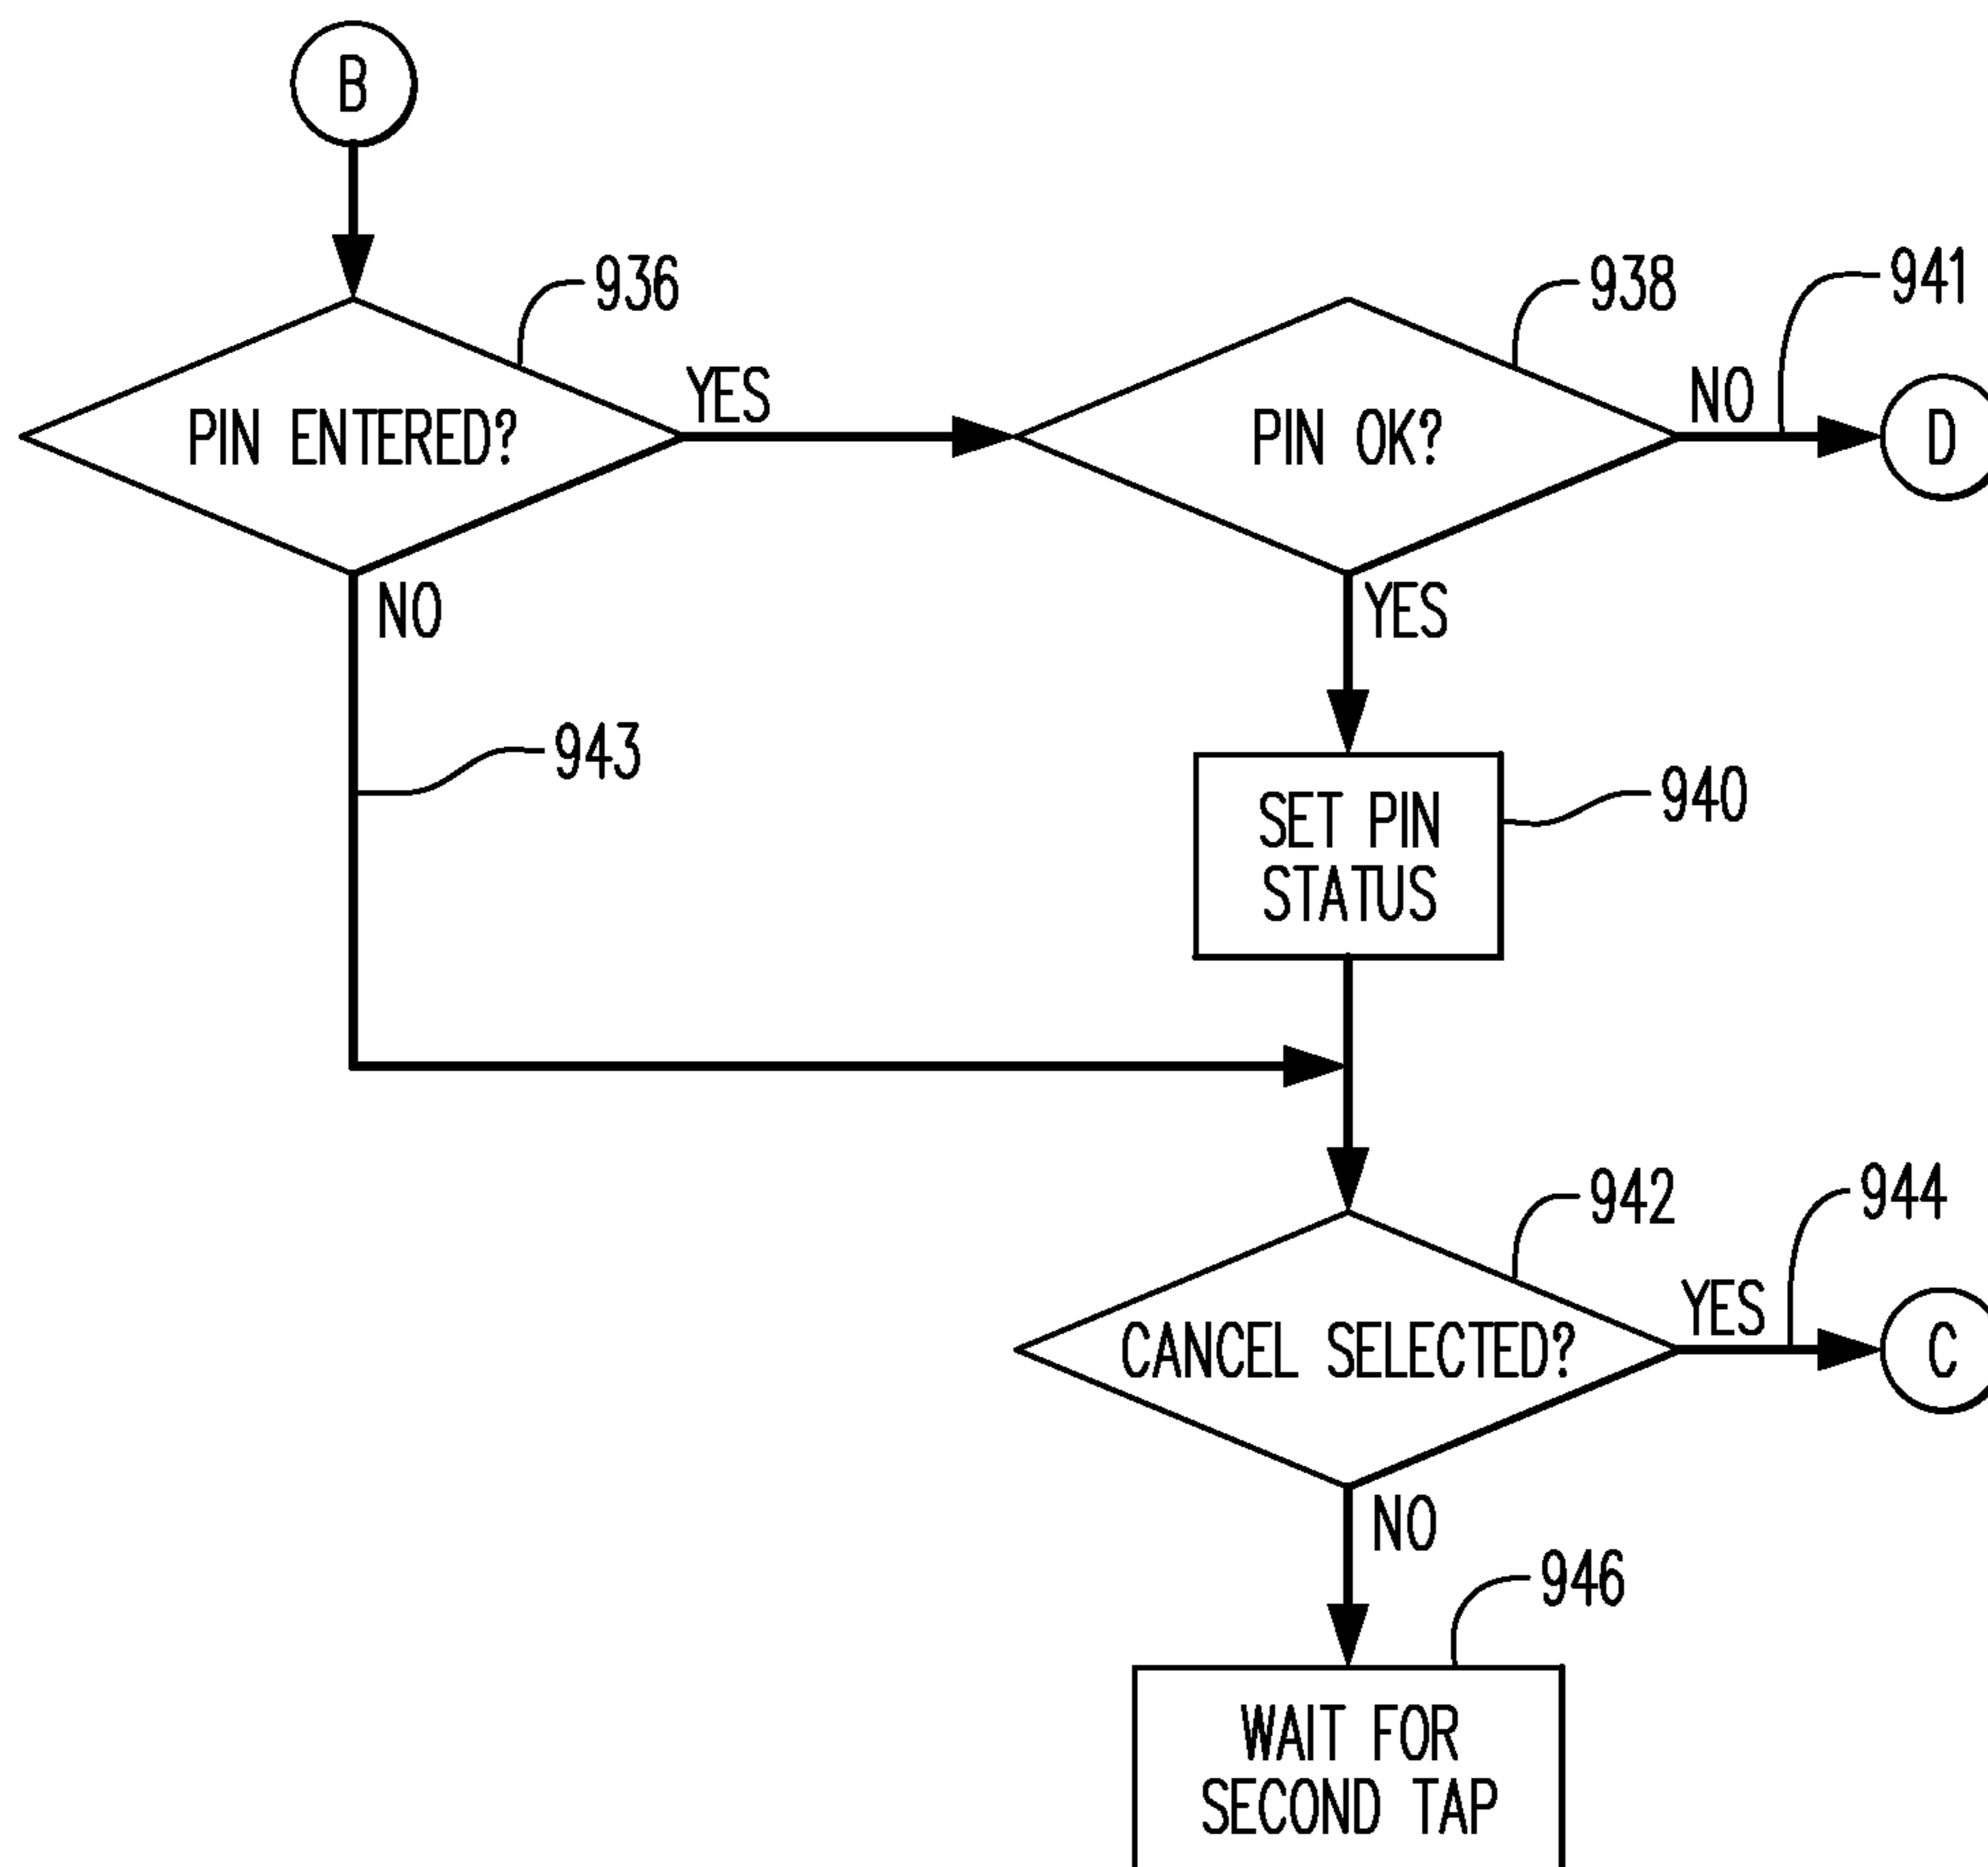 B
936
938
941
PIN ENTERED?
YES
PIN OK?
NO
D
NO
YES
943
SET PIN
STATUS
940
942
944
CANCEL SELECTED?
YES
C
NO
946
WAIT FOR
SECOND TAP